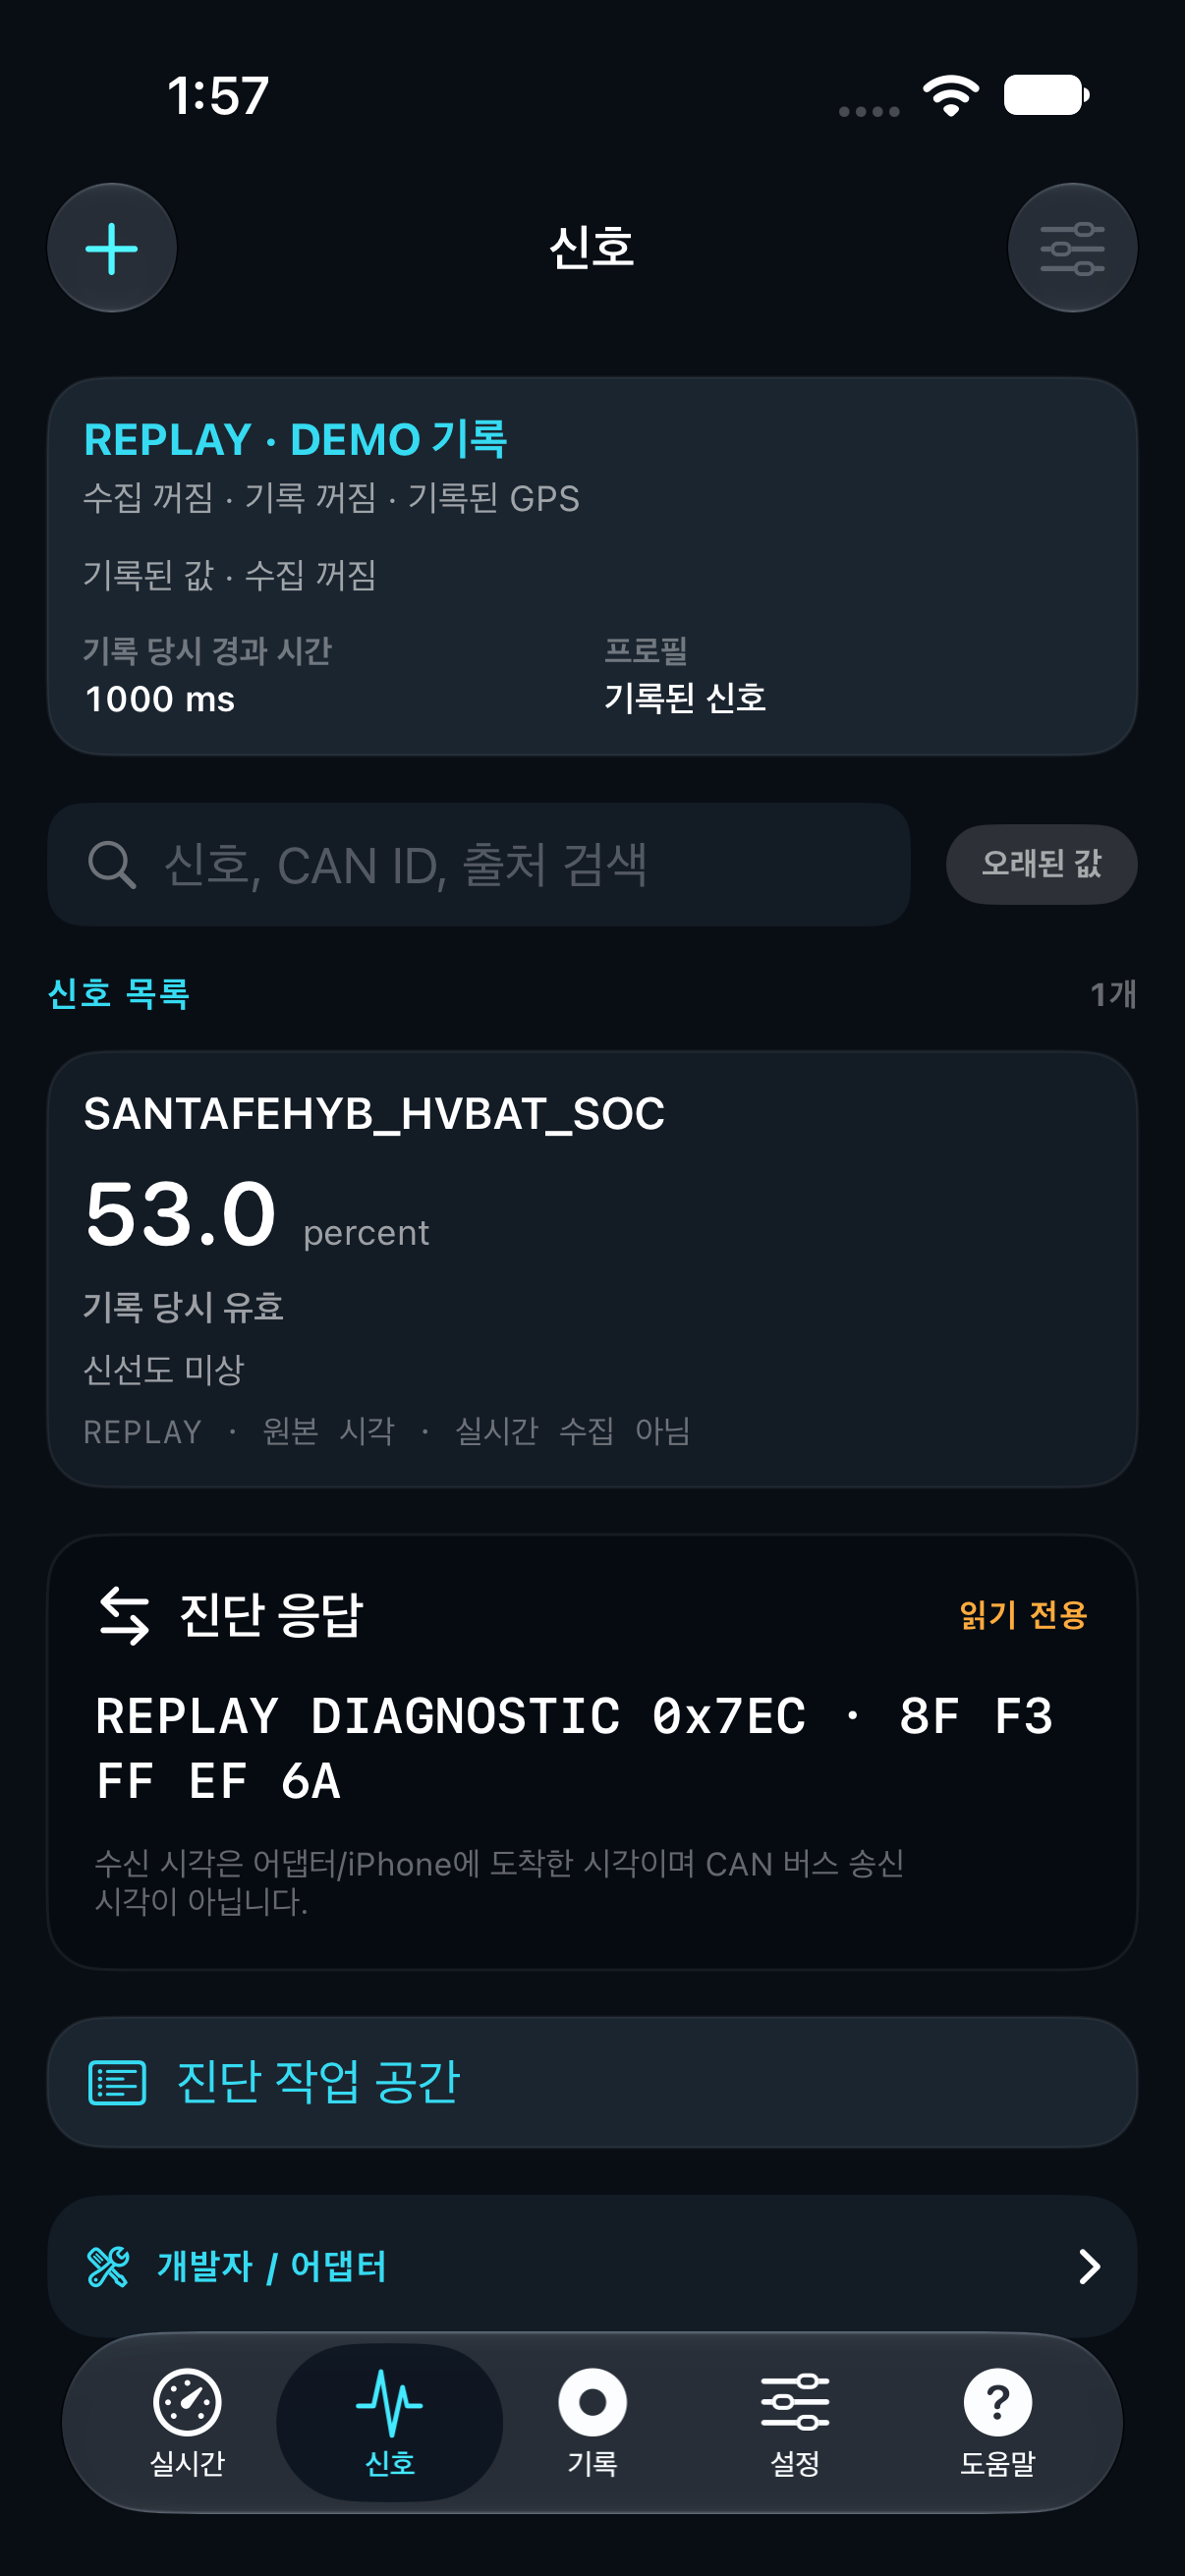 1:57
신호
REPLAY · DEMO 기록
수집 꺼짐 · 기록 꺼짐 · 기록된 GPS
기록된 값 · 수집 꺼짐
기록 당시 경과 시간
1000 ms
프로필
기록된 신호
신호, CAN ID, 출처 검색
오래된 값
신호 목록
1개
SANTAFEHYB_HVBAT_SOC
53.0 percent
기록 당시 유효
신선도 미상
REPLAY · 원본 시각 · 실시간 수집 아님
진단 응답
읽기 전용
REPLAY DIAGNOSTIC 0x7EC · 8F F3
FF EF 6A
수신 시각은 어댑터/iPhone에 도착한 시각이며 CAN 버스 송신
시각이 아닙니다.
진단 작업 공간
개발자 / 어댑터
실시간
신호
기록
설정
도움말